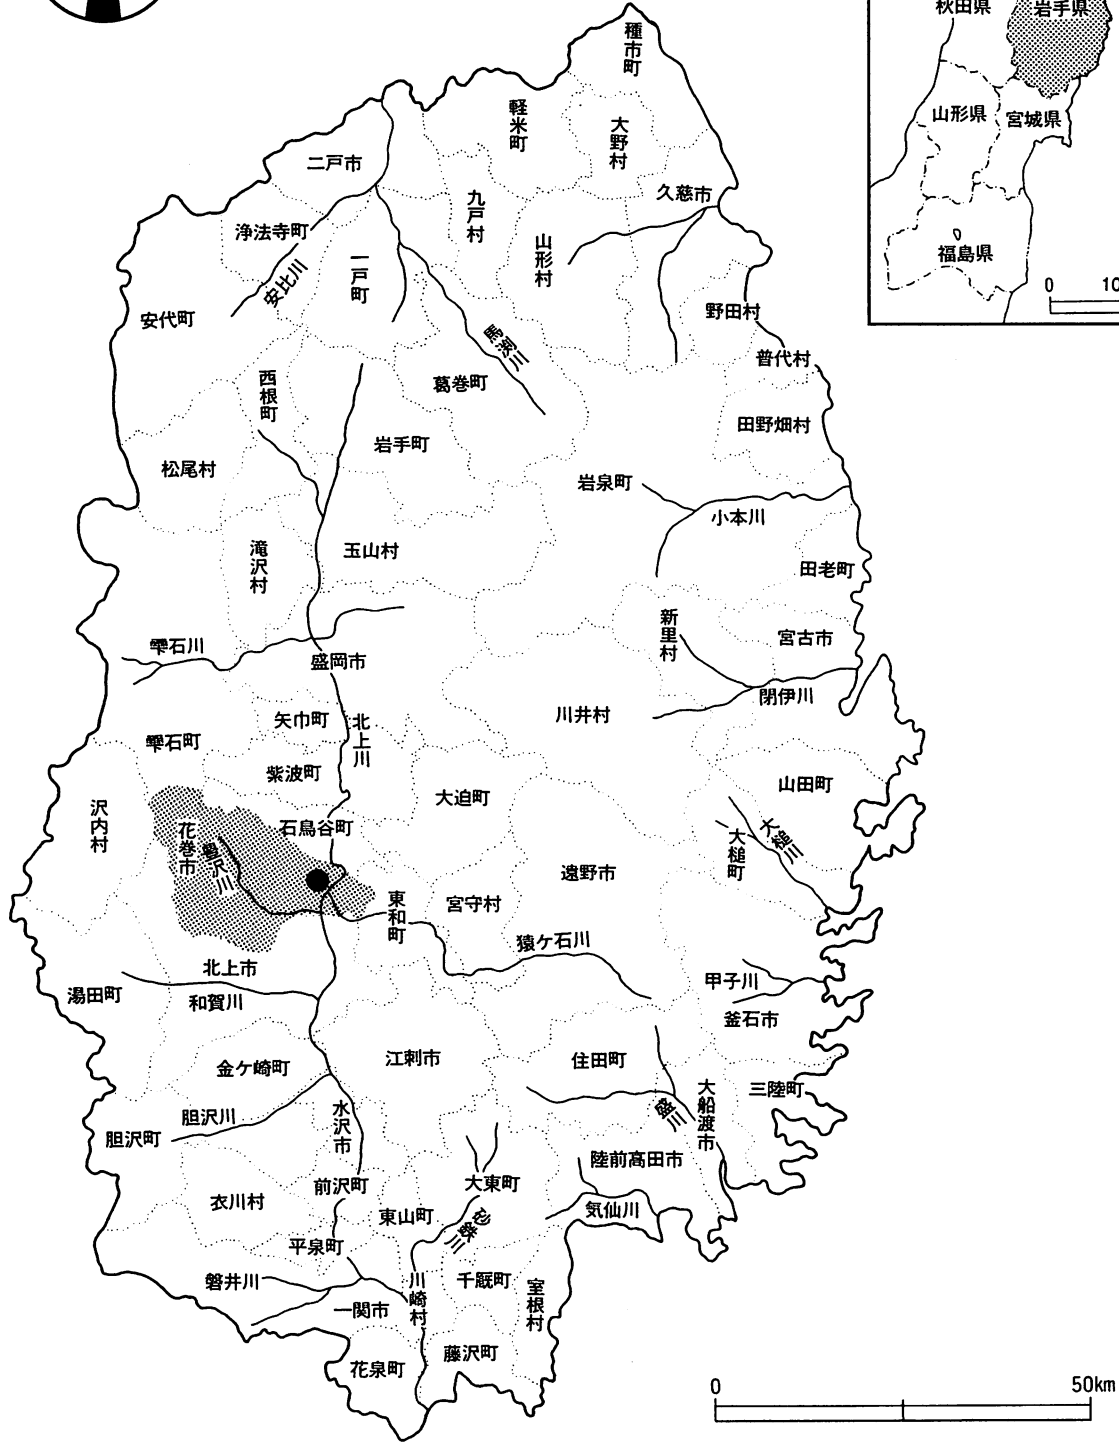 種市町
軽米町
大野村
二戸市
九戸村
久慈市
浄法寺町
山形村
一戸町
安比川
安代町
野田村
馬渕川
普代村
西根町
葛巻町
田野畑村
岩手町
松尾村
岩泉町
小本川
滝沢村
玉山村
田老町
新里村
宮古市
雫石川
盛岡市
閉伊川
川井村
矢巾町
北上川
雫石町
紫波町
山田町
大迫町
沢内村
石鳥谷町
花巻市
豊沢川
大槌町
大槌川
遠野市
宮守村
東和町
猿ケ石川
北上市
湯田町
和賀川
甲子川
釜石市
金ケ崎町
江刺市
住田町
三陸町
大船渡市
盛川
胆沢川
胆沢町
水沢市
陸前高田市
衣川村
前沢町
大東町
東山町
気仙川
砂鉄川
平泉町
磐井川
川崎村
千厩町
室根村
一関市
藤沢町
花泉町
秋田県
岩手県
山形県
宮城県
福島県
0
10
0
50km